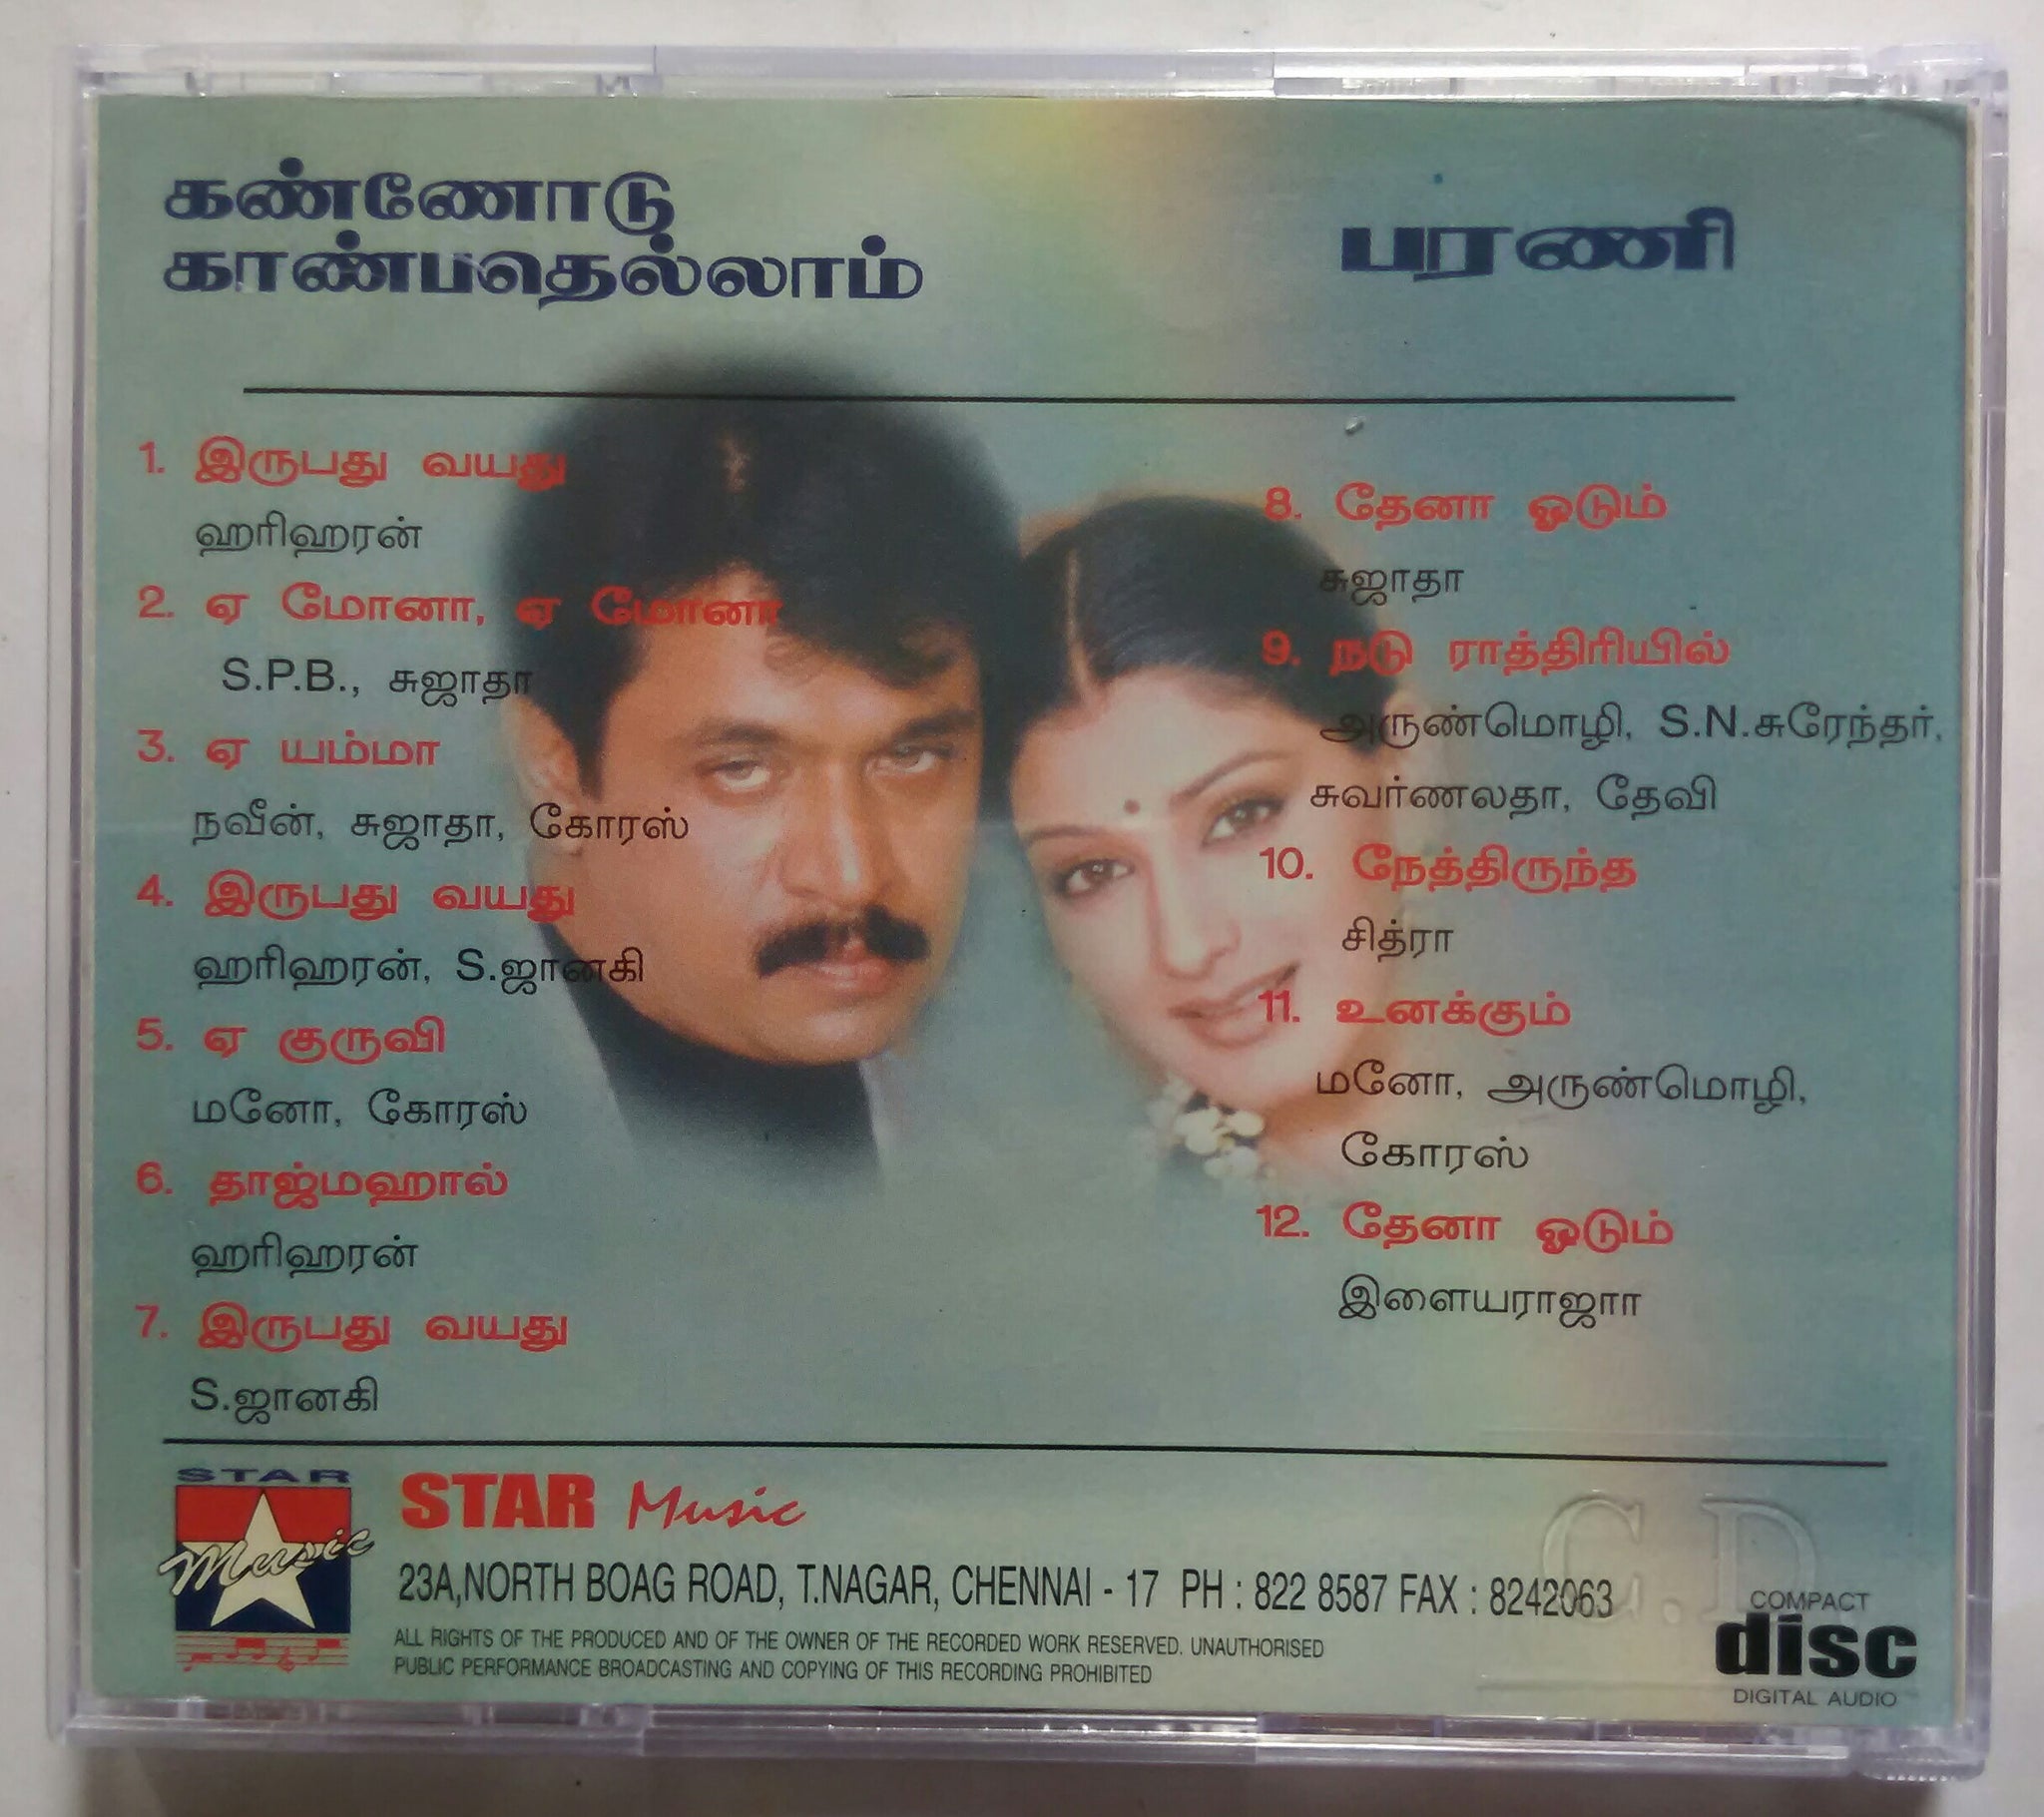 கண்ணோடு
காண்பதெல்லாம்
பரணி
1. இருபது வயது
ஹரிஹரன்
2. ஏ மோனா, ஏ மோனா
S.P.B., சுஜாதா
3. ஏ யம்மா
நவீன், சுஜாதா, கோரஸ்
4. இருபது வயது
ஹரிஹரன், S.ஜானகி
5. ஏ குருவி
மனோ, கோரஸ்
6. தாஜ்மஹால்
ஹரிஹரன்
7. இருபது வயது
S.ஜானகி
8. தேனா ஓடும்
சுஜாதா
9. நடு ராத்திரியில்
அருண்மொழி, S.N.சுரேந்தர்,
சுவர்ணலதா, தேவி
10. நேத்திருந்த
சித்ரா
11. உனக்கும்
மனோ, அருண்மொழி,
கோரஸ்
12. தேனா ஓடும்
இளையராஜாா
STAR
Music
STAR Music
23A,NORTH BOAG ROAD, T.NAGAR, CHENNAI - 17 PH : 822 8587 FAX : 8242063
ALL RIGHTS OF THE PRODUCED AND OF THE OWNER OF THE RECORDED WORK RESERVED. UNAUTHORISED
PUBLIC PERFORMANCE BROADCASTING AND COPYING OF THIS RECORDING PROHIBITED
C.D
COMPACT
disc
DIGITAL AUDIO